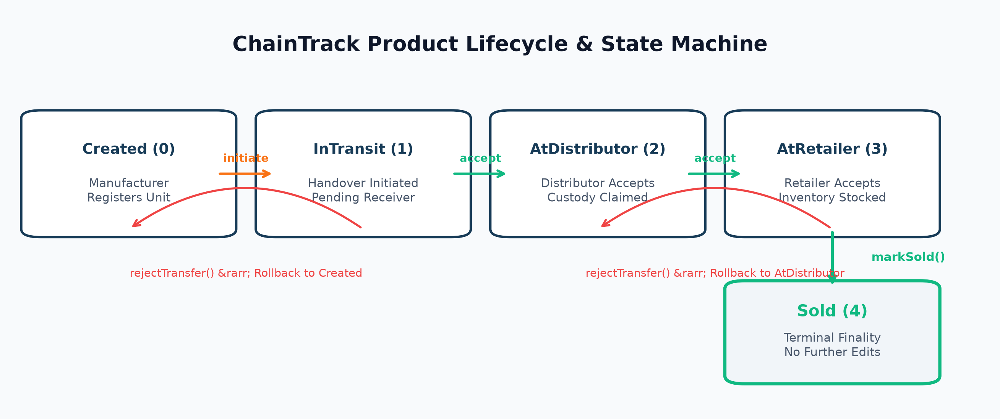 ChainTrack Product Lifecycle & State Machine
Created (0)
Manufacturer
Registers Unit
initiate
InTransit (1)
Handover Initiated
Pending Receiver
accept
AtDistributor (2)
Distributor Accepts
Custody Claimed
accept
AtRetailer (3)
Retailer Accepts
Inventory Stocked
markSold()
rejectTransfer() &rarr; Rollback to Created
rejectTransfer() &rarr; Rollback to AtDistributor
Sold (4)
Terminal Finality
No Further Edits